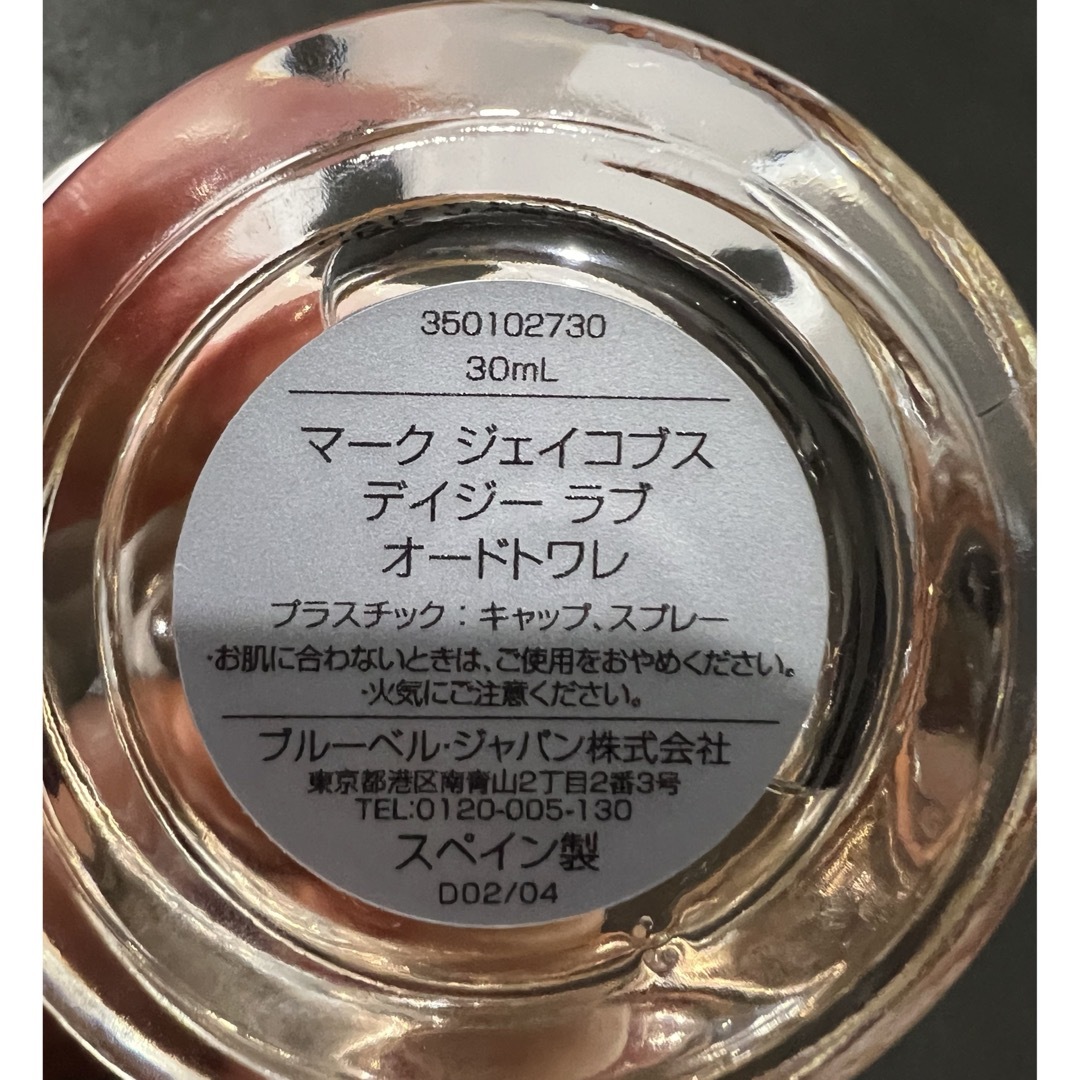 350102730
30mL
マーク ジェイコブス
デイジー ラブ
オードトワレ
プラスチック：キャップ、スプレー
・お肌に合わないときは、ご使用をおやめください。
・火気にご注意ください。
ブルーベル・ジャパン株式会社
東京都港区南青山2丁目2番3号
TEL:0120-005-130
スペイン製
D02/04